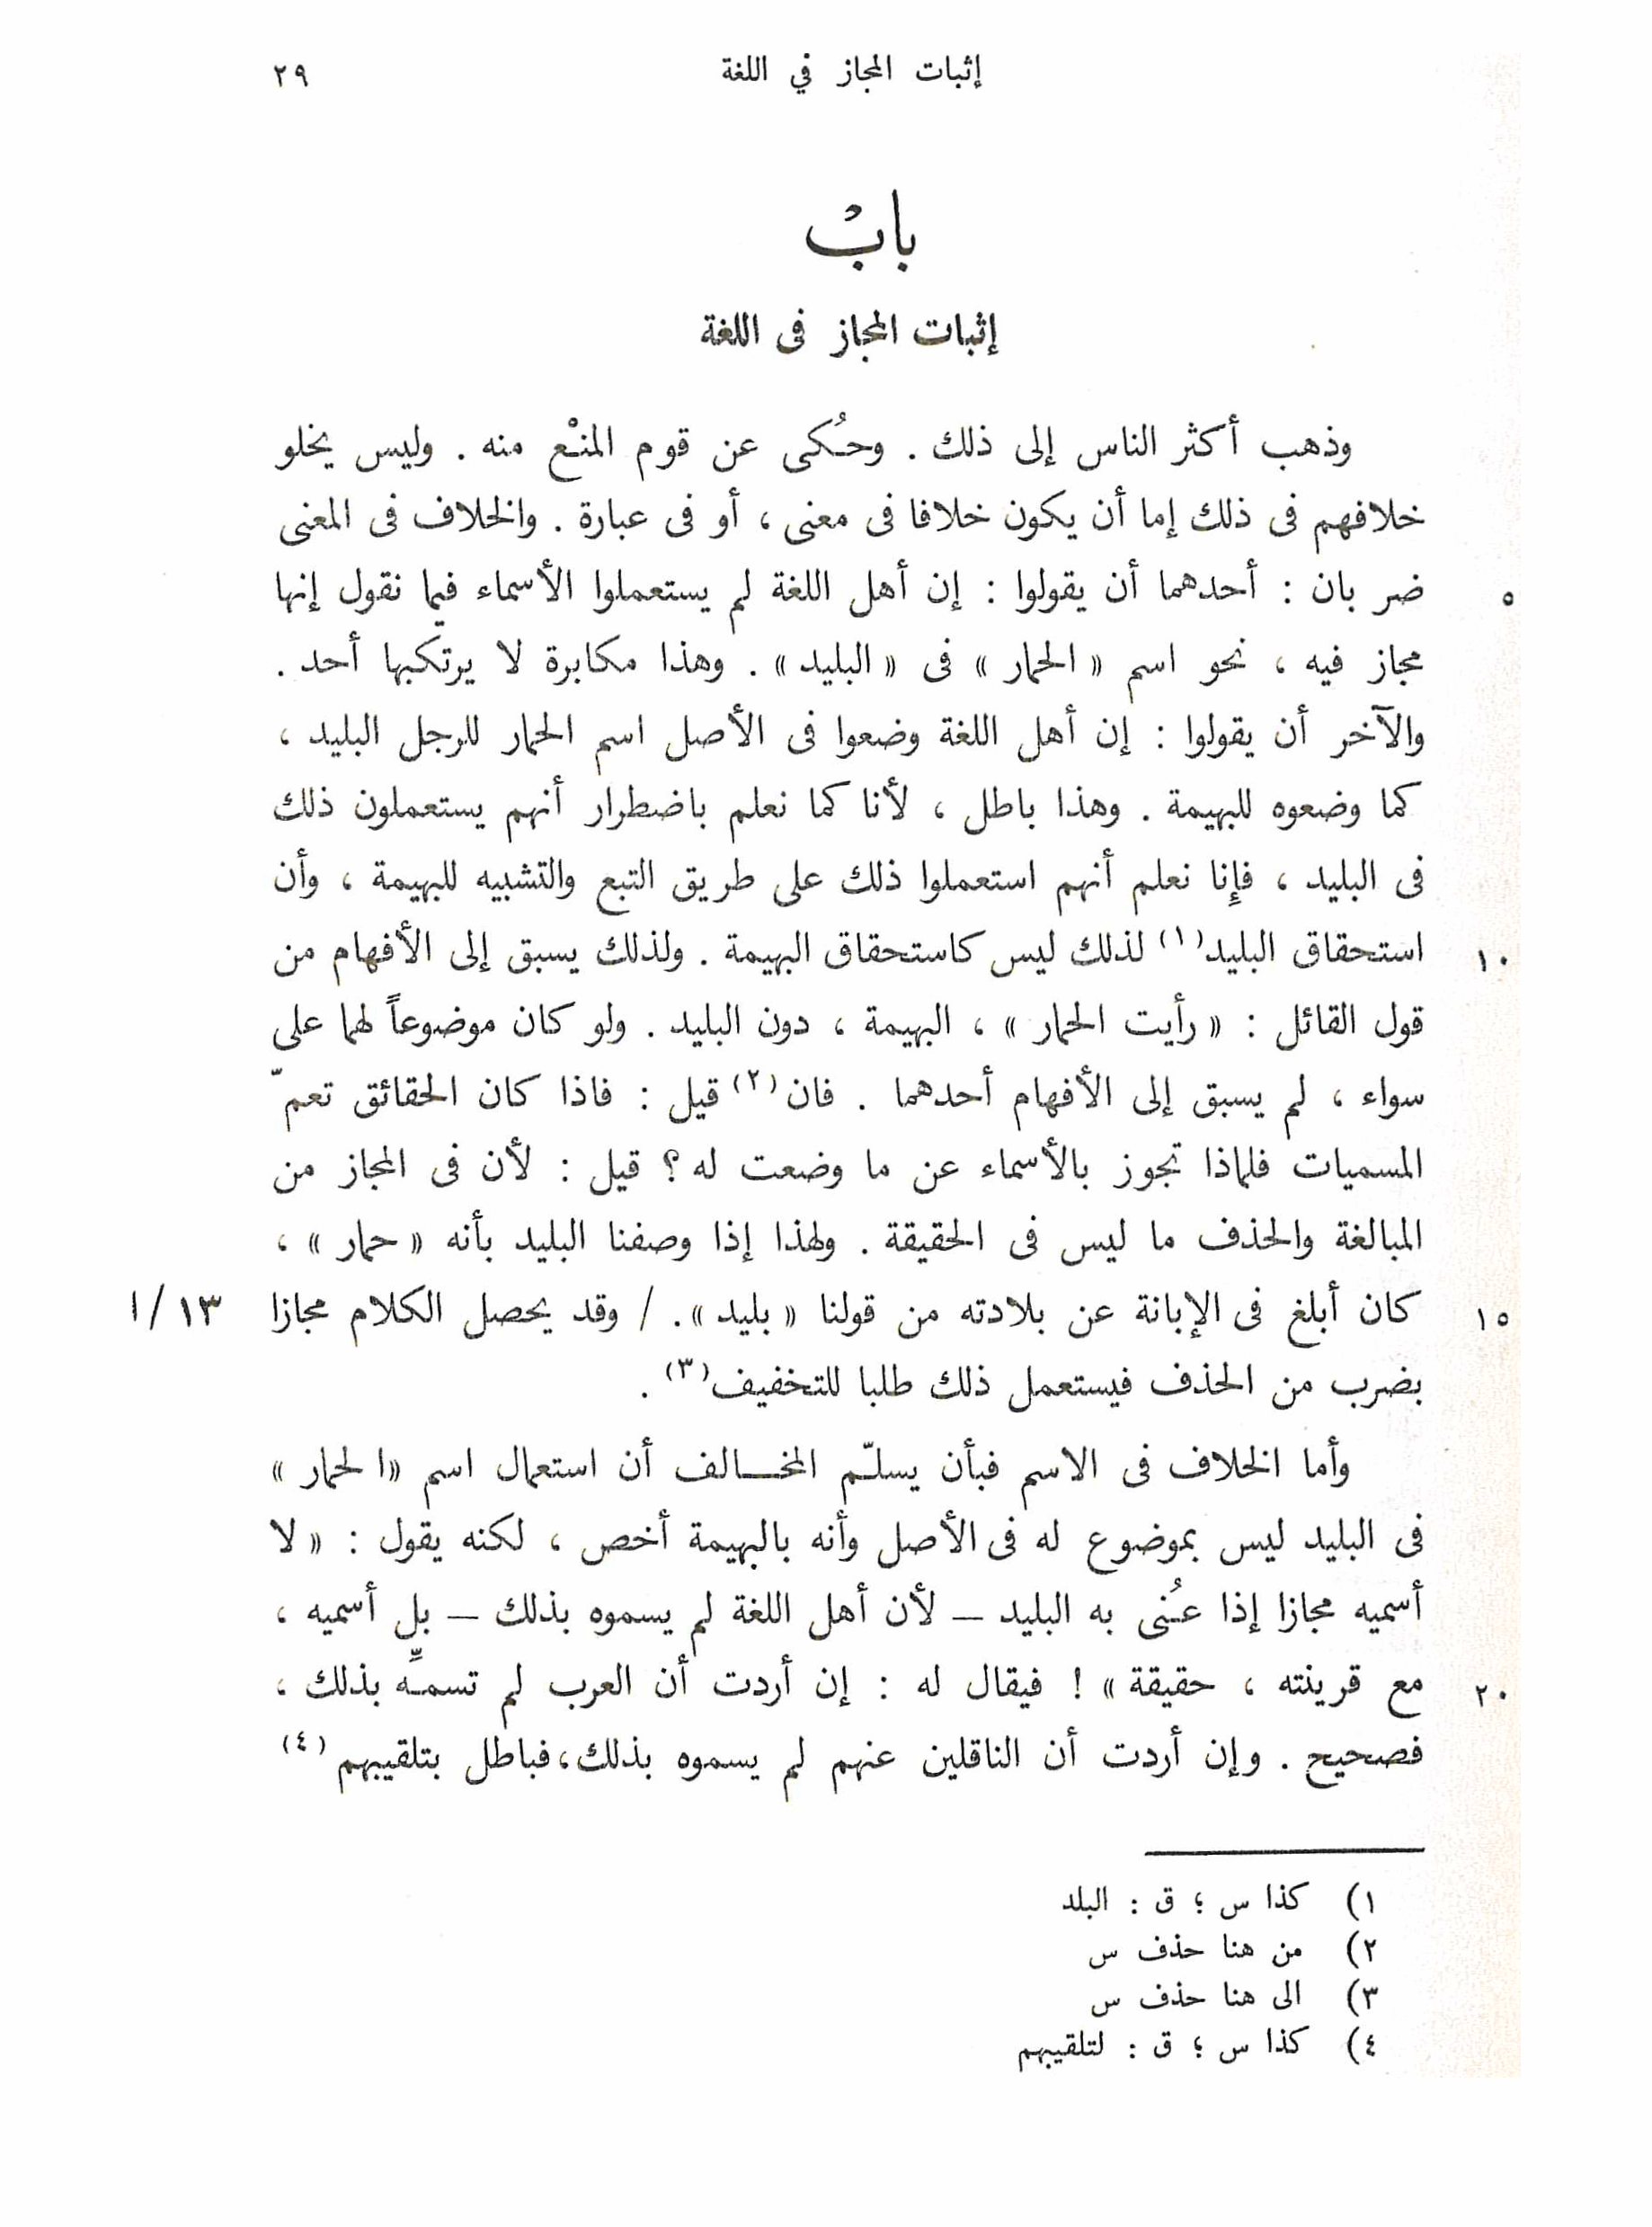 إثبات المجاز في اللغة ٢٩
بابٌ
إثبات المجاز فى اللغة
وذهب أكثر الناس إلى ذلك . وحُكى عن قوم المنْع منه . وليس يخلو
خلافهم فى ذلك إما أن يكون خلافا فى معنى ، أو فى عبارة . والخلاف فى المعنى
ضر بان : أحدهما أن يقولوا : إن أهل اللغة لم يستعملوا الأسماء فيما نقول إنها ٥
مجاز فيه ، نحو اسم « الحمار » فى « البليد » . وهذا مكابرة لا يرتكبها أحد .
والآخر أن يقولوا : إن أهل اللغة وضعوا فى الأصل اسم الحمار للرجل البليد ،
كما وضعوه للبهيمة . وهذا باطل ، لأنا كما نعلم باضطرار أنهم يستعملون ذلك
فى البليد ، فإنا نعلم أنهم استعملوا ذلك على طريق التبع والتشبيه للبهيمة ، وأن
استحقاق البليد(١) لذلك ليس كاستحقاق البهيمة . ولذلك يسبق إلى الأفهام من ١٠
قول القائل : « رأيت الحمار » ، البهيمة ، دون البليد . ولو كان موضوعاً لهما على
سواء ، لم يسبق إلى الأفهام أحدهما . فان(٢) قيل : فاذا كان الحقائق تعمّ
المسميات فلماذا تجوز بالأسماء عن ما وضعت له ؟ قيل : لأن فى المجاز من
المبالغة والحذف ما ليس فى الحقيقة . ولهذا إذا وصفنا البليد بأنه « حمار » ،
كان أبلغ فى الإبانة عن بلادته من قولنا « بليد » . / وقد يحصل الكلام مجازا ١٣/ا ١٥
بضرب من الحذف فيستعمل ذلك طلبا للتخفيف(٣) .
وأما الخلاف فى الاسم فبأن يسلّم المخـالف أن استعمال اسم «الحمار »
فى البليد ليس بموضوع له فى الأصل وأنه بالبهيمة أخص ، لكنه يقول : « لا
أسميه مجازا إذا عُنى به البليد – لأن أهل اللغة لم يسموه بذلك – بل أسميه ،
مع قرينته ، حقيقة » ! فيقال له : إن أردت أن العرب لم تسمِّه بذلك ، ٢٠
فصحيح . وإن أردت أن الناقلين عنهم لم يسموه بذلك، فباطل بتلقيبهم (٤)
١) كذا س ؛ ق : البلد
٢) من هنا حذف س
٣) الى هنا حذف س
٤) كذا س ؛ ق : لتلقيبهم